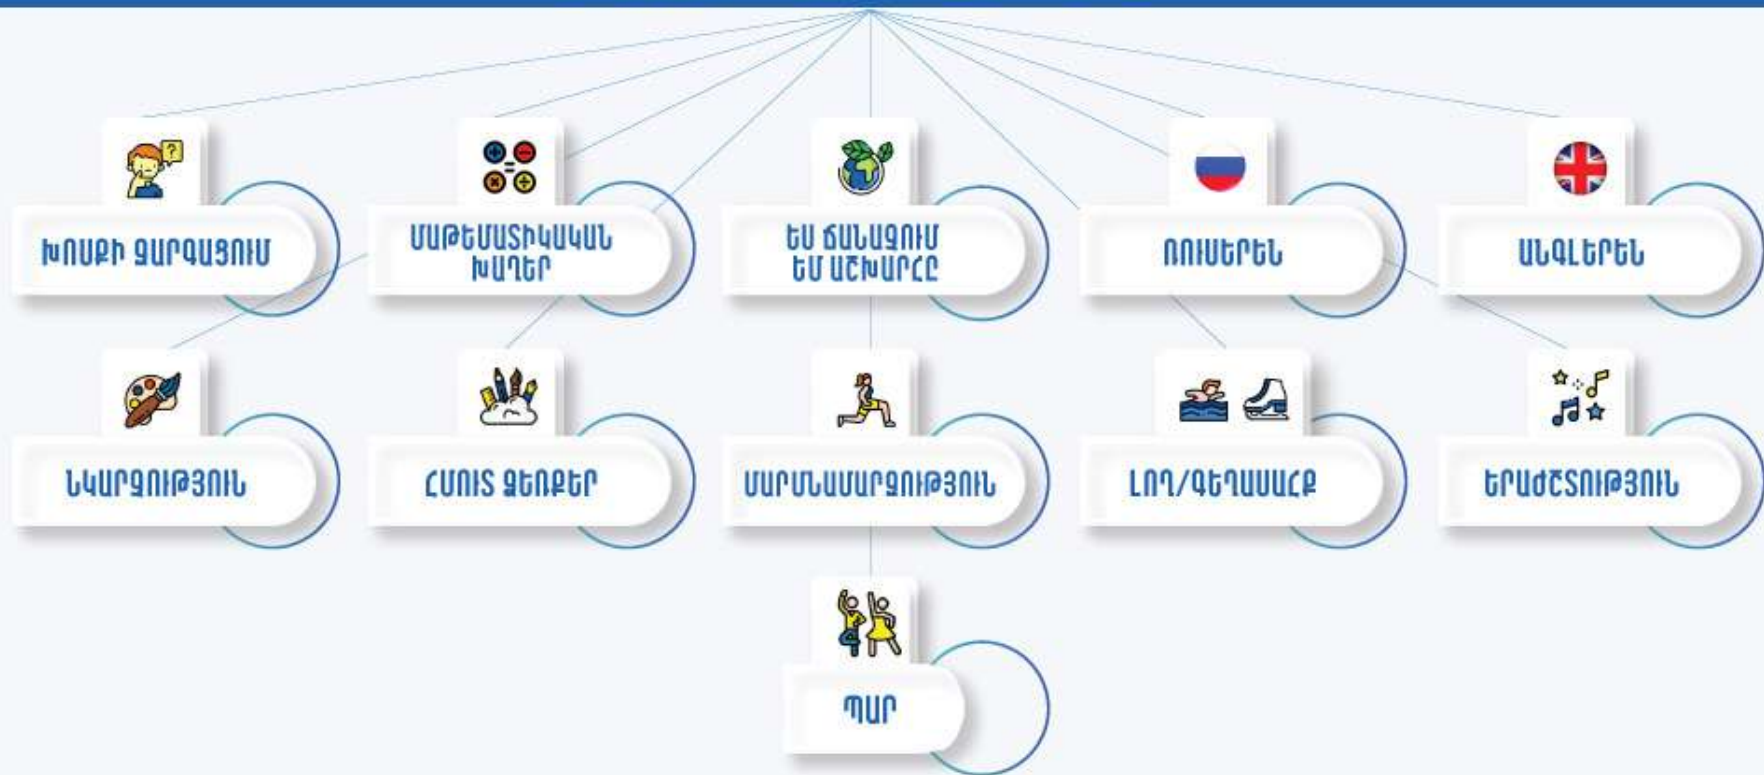 ԽՈՍՔԻ ԶԱՐԳԱՑՈՒՄ
ՄԱԹԵՄԱՏԻԿԱԿԱՆ
ԽԱՂԵՐ
ԵՍ ՃԱՆԱՉՈՒՄ
ԵՄ ԱՇԽԱՐՀԸ
ՌՈՒՍԵՐԵՆ
ԱՆԳԼԵՐԵՆ
ՆԿԱՐՉՈՒԹՅՈՒՆ
ՀՄՈՒՏ ՁԵՌՔԵՐ
ՄԱՐՄՆԱՄԱՐԶՈՒԹՅՈՒՆ
ԼՈՂ/ԳԵՂԱՍԱՀՔ
ԵՐԱԺՇՏՈՒԹՅՈՒՆ
ՊԱՐ